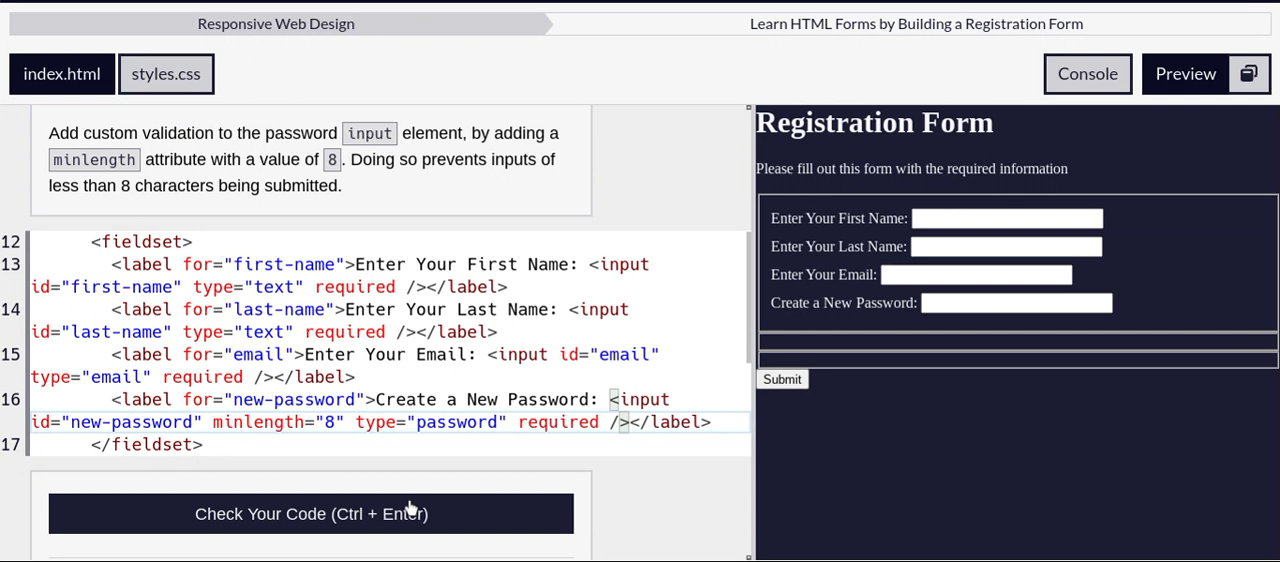 Responsive Web Design
Learn HTML Forms by Building a Registration Form
index.html
styles.css
Console
Preview
Add custom validation to the password input element, by adding a
minlength attribute with a value of 8. Doing so prevents inputs of
less than 8 characters being submitted.
12 <fieldset>
13 <label for="first-name">Enter Your First Name: <input
id="first-name" type="text" required /></label>
14 <label for="last-name">Enter Your Last Name: <input
id="last-name" type="text" required /></label>
15 <label for="email">Enter Your Email: <input id="email"
type="email" required /></label>
16 <label for="new-password">Create a New Password: <input
id="new-password" minlength="8" type="password" required /></label>
17 </fieldset>
Check Your Code (Ctrl + Enter)
Registration Form
Please fill out this form with the required information
Enter Your First Name:
Enter Your Last Name:
Enter Your Email:
Create a New Password:
Submit